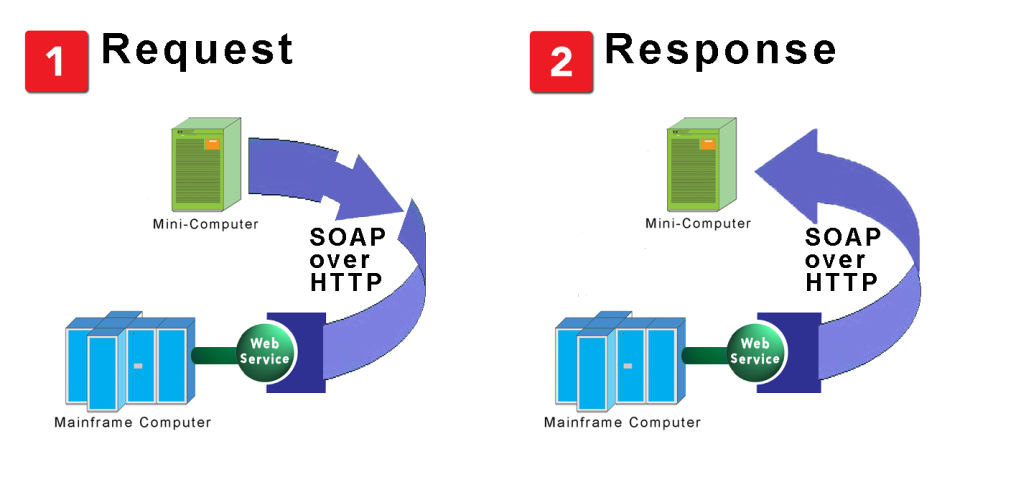 1 Request
Mini-Computer
SOAP
over
HTTP
Web
Service
Mainframe Computer
2 Response
Mini-Computer
SOAP
over
HTTP
Web
Service
Mainframe Computer